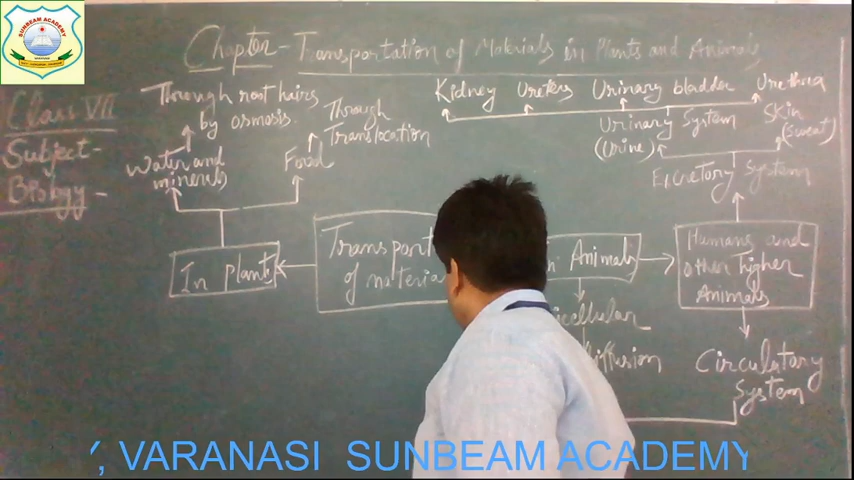 SUNBEAM ACADEMY
Chapter - Transportation of Materials in Plants and Animals
Class VII
Subject-
Biology-
Through root hairs
by osmosis.
Through
Translocation
Water and
minerals
Food
Kidney Ureters Urinary bladder Urethra
Urinary System
(Urine)
Skin
(Sweat)
Excretory System
In plants
Transport
of materia
Animals
Humans and
other higher
Animals
icellular
diffusion
Circulatory
System
, VARANASI SUNBEAM ACADEMY